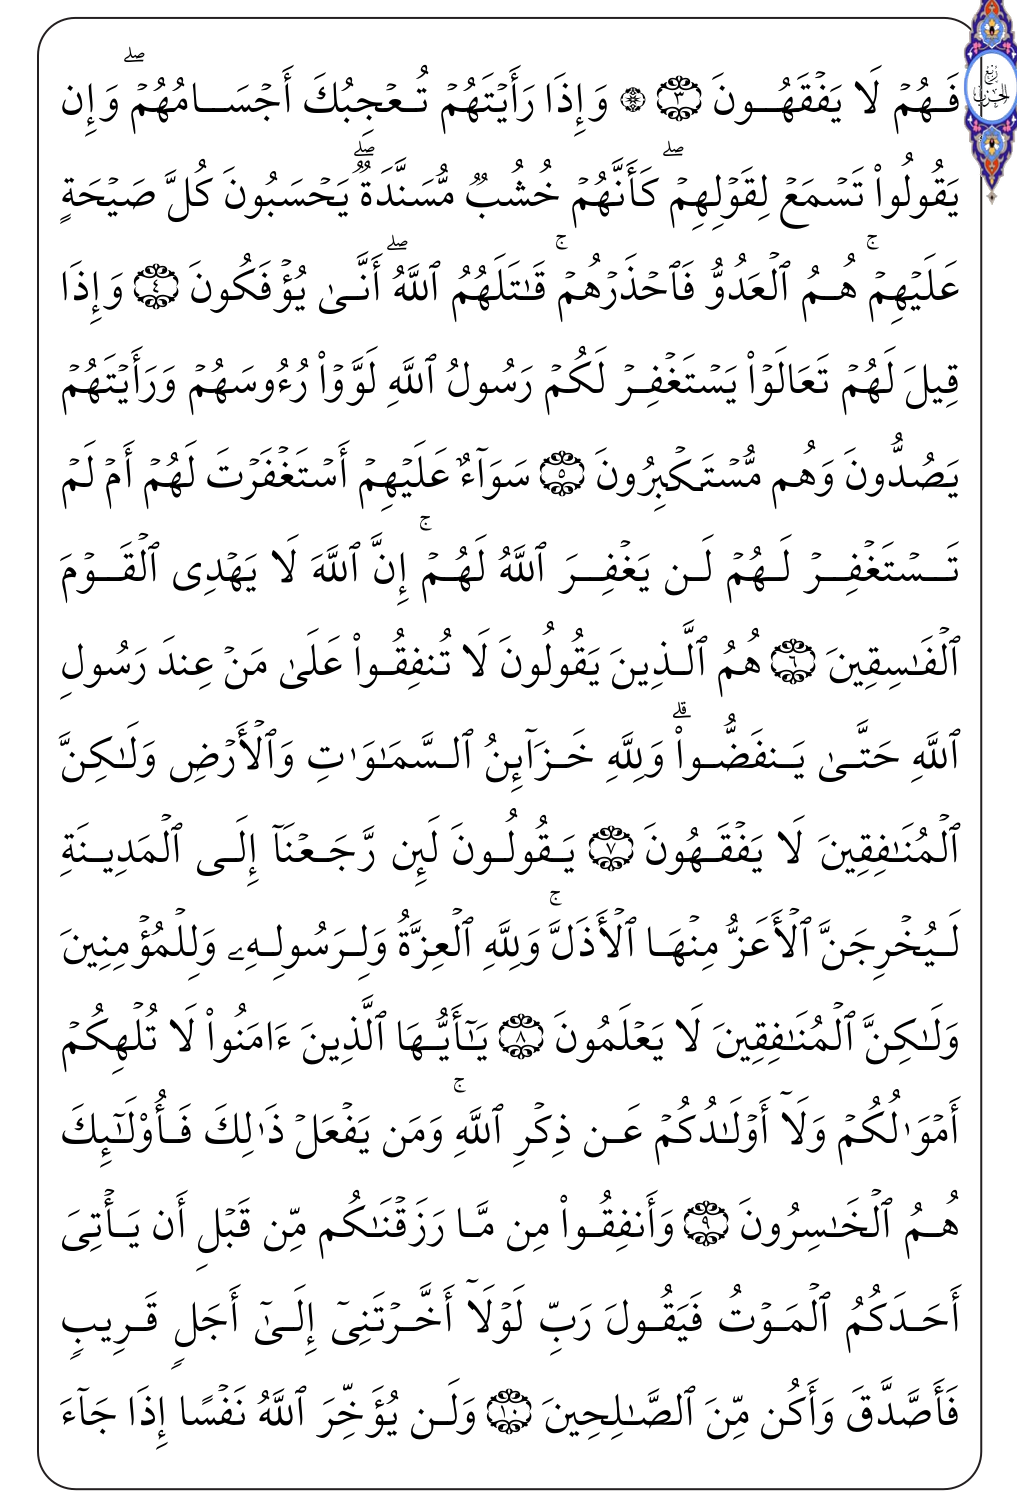 فَهُمۡ لَا يَفۡقَهُونَ ٣ ۞ وَإِذَا رَأَيۡتَهُمۡ تُعۡجِبُكَ أَجۡسَامُهُمۡۖ وَإِن
يَقُولُواْ تَسۡمَعۡ لِقَوۡلِهِمۡۖ كَأَنَّهُمۡ خُشُبٞ مُّسَنَّدَةٞۖ يَحۡسَبُونَ كُلَّ صَيۡحَةٍ
عَلَيۡهِمۡۚ هُمُ ٱلۡعَدُوُّ فَٱحۡذَرۡهُمۡۚ قَٰتَلَهُمُ ٱللَّهُۖ أَنَّىٰ يُؤۡفَكُونَ ٤ وَإِذَا
قِيلَ لَهُمۡ تَعَالَوۡاْ يَسۡتَغۡفِرۡ لَكُمۡ رَسُولُ ٱللَّهِ لَوَّوۡاْ رُءُوسَهُمۡ وَرَأَيۡتَهُمۡ
يَصُدُّونَ وَهُم مُّسۡتَكۡبِرُونَ ٥ سَوَآءٌ عَلَيۡهِمۡ أَسۡتَغۡفَرۡتَ لَهُمۡ أَمۡ لَمۡ
تَسۡتَغۡفِرۡ لَهُمۡ لَن يَغۡفِرَ ٱللَّهُ لَهُمۡۚ إِنَّ ٱللَّهَ لَا يَهۡدِي ٱلۡقَوۡمَ
ٱلۡفَٰسِقِينَ ٦ هُمُ ٱلَّذِينَ يَقُولُونَ لَا تُنفِقُواْ عَلَىٰ مَنۡ عِندَ رَسُولِ
ٱللَّهِ حَتَّىٰ يَنفَضُّواْۗ وَلِلَّهِ خَزَآئِنُ ٱلسَّمَٰوَٰتِ وَٱلۡأَرۡضِ وَلَٰكِنَّ
ٱلۡمُنَٰفِقِينَ لَا يَفۡقَهُونَ ٧ يَقُولُونَ لَئِن رَّجَعۡنَآ إِلَى ٱلۡمَدِينَةِ
لَيُخۡرِجَنَّ ٱلۡأَعَزُّ مِنۡهَا ٱلۡأَذَلَّۚ وَلِلَّهِ ٱلۡعِزَّةُ وَلِرَسُولِهِۦ وَلِلۡمُؤۡمِنِينَ
وَلَٰكِنَّ ٱلۡمُنَٰفِقِينَ لَا يَعۡلَمُونَ ٨ يَٰٓأَيُّهَا ٱلَّذِينَ ءَامَنُواْ لَا تُلۡهِكُمۡ
أَمۡوَٰلُكُمۡ وَلَآ أَوۡلَٰدُكُمۡ عَن ذِكۡرِ ٱللَّهِۚ وَمَن يَفۡعَلۡ ذَٰلِكَ فَأُوْلَٰٓئِكَ
هُمُ ٱلۡخَٰسِرُونَ ٩ وَأَنفِقُواْ مِن مَّا رَزَقۡنَٰكُم مِّن قَبۡلِ أَن يَأۡتِيَ
أَحَدَكُمُ ٱلۡمَوۡتُ فَيَقُولَ رَبِّ لَوۡلَآ أَخَّرۡتَنِيٓ إِلَىٰٓ أَجَلٖ قَرِيبٖ
فَأَصَّدَّقَ وَأَكُن مِّنَ ٱلصَّٰلِحِينَ ١٠ وَلَن يُؤَخِّرَ ٱللَّهُ نَفۡسًا إِذَا جَآءَ
ربع
الحزب